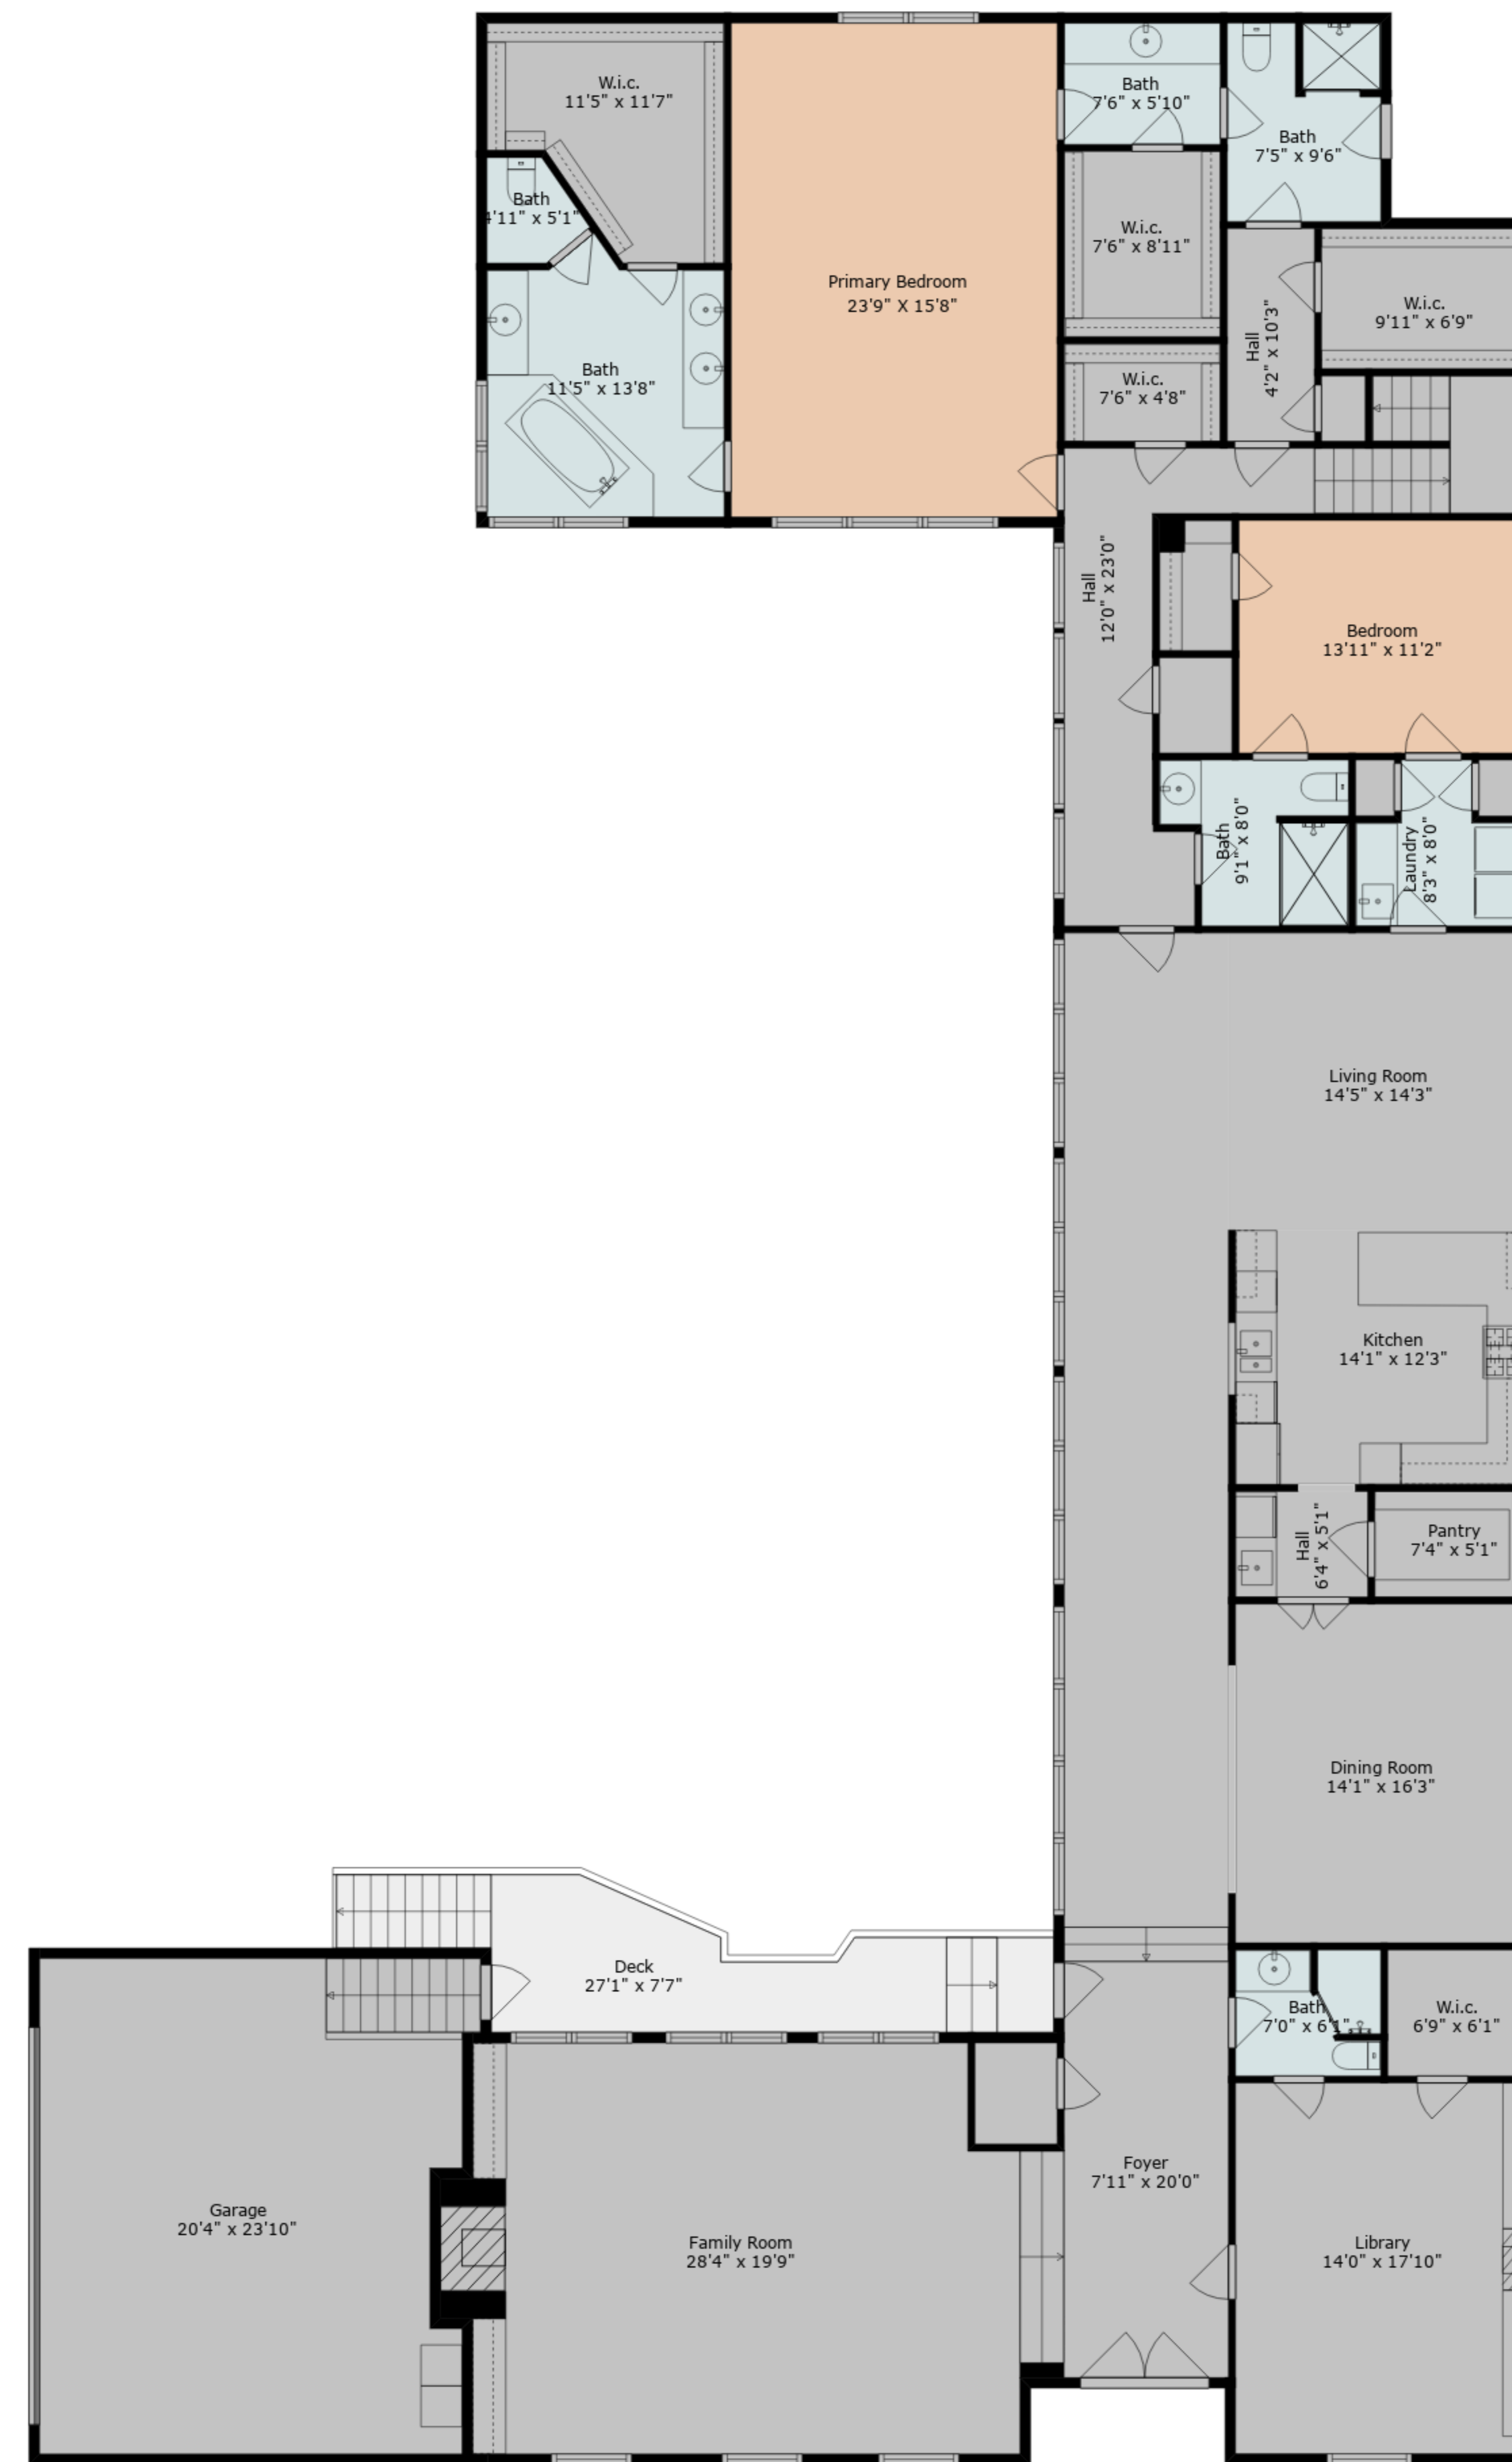 W.i.c.
11'5" x 11'7"
Bath
7'6" x 5'10"
Bath
7'5" x 9'6"
Bath
4'11" x 5'1"
W.i.c.
7'6" x 8'11"
Primary Bedroom
23'9" X 15'8"
Hall
4'2" x 10'3"
W.i.c.
9'11" x 6'9"
Bath
11'5" x 13'8"
W.i.c.
7'6" x 4'8"
Hall
12'0" x 23'0"
Bedroom
13'11" x 11'2"
Bath
9'1" x 8'0"
Laundry
8'3" x 8'0"
Living Room
14'5" x 14'3"
Kitchen
14'1" x 12'3"
Hall
6'4" x 5'1"
Pantry
7'4" x 5'1"
Dining Room
14'1" x 16'3"
Deck
27'1" x 7'7"
Bath
7'0" x 6'1"
W.i.c.
6'9" x 6'1"
Foyer
7'11" x 20'0"
Garage
20'4" x 23'10"
Family Room
28'4" x 19'9"
Library
14'0" x 17'10"